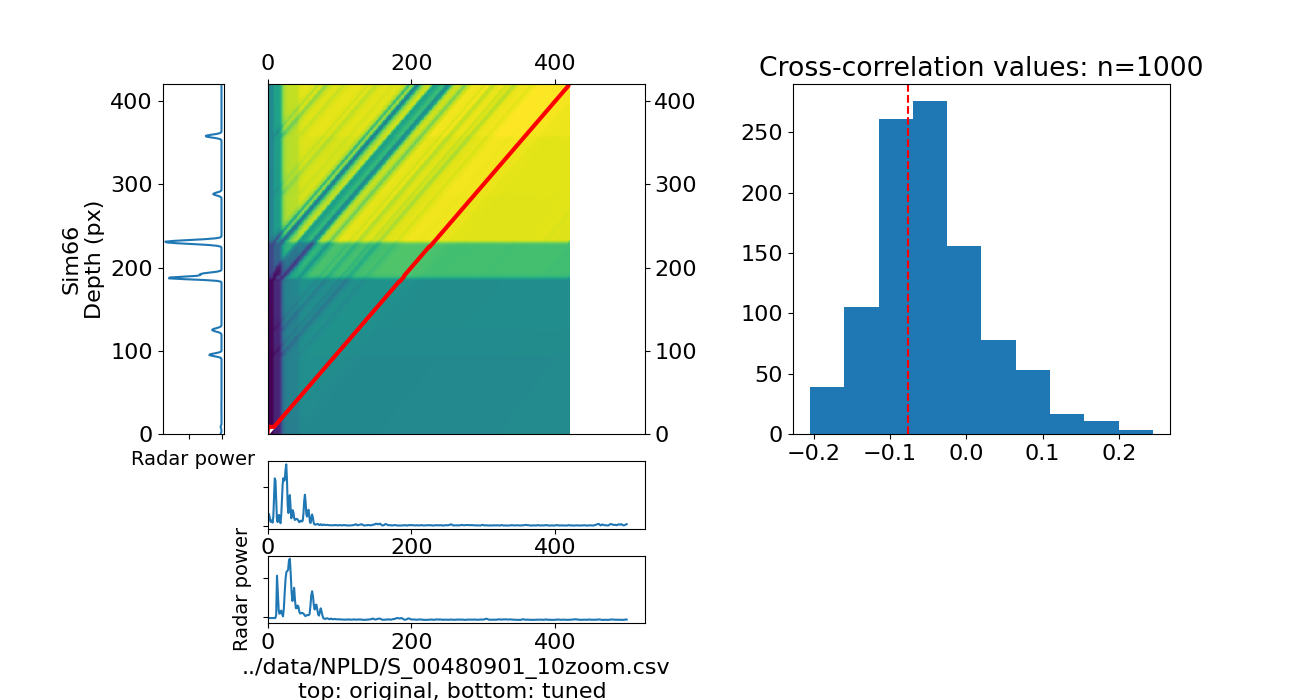 0 200 400
Cross-correlation values: n=1000
400
300
200
100
0
Sim66
Depth (px)
Radar power
400
300
200
100
0
250
200
150
100
50
0
−0.2 −0.1 0.0 0.1 0.2
0 200 400
Radar power
0 200 400
../data/NPLD/S_00480901_10zoom.csv
top: original, bottom: tuned